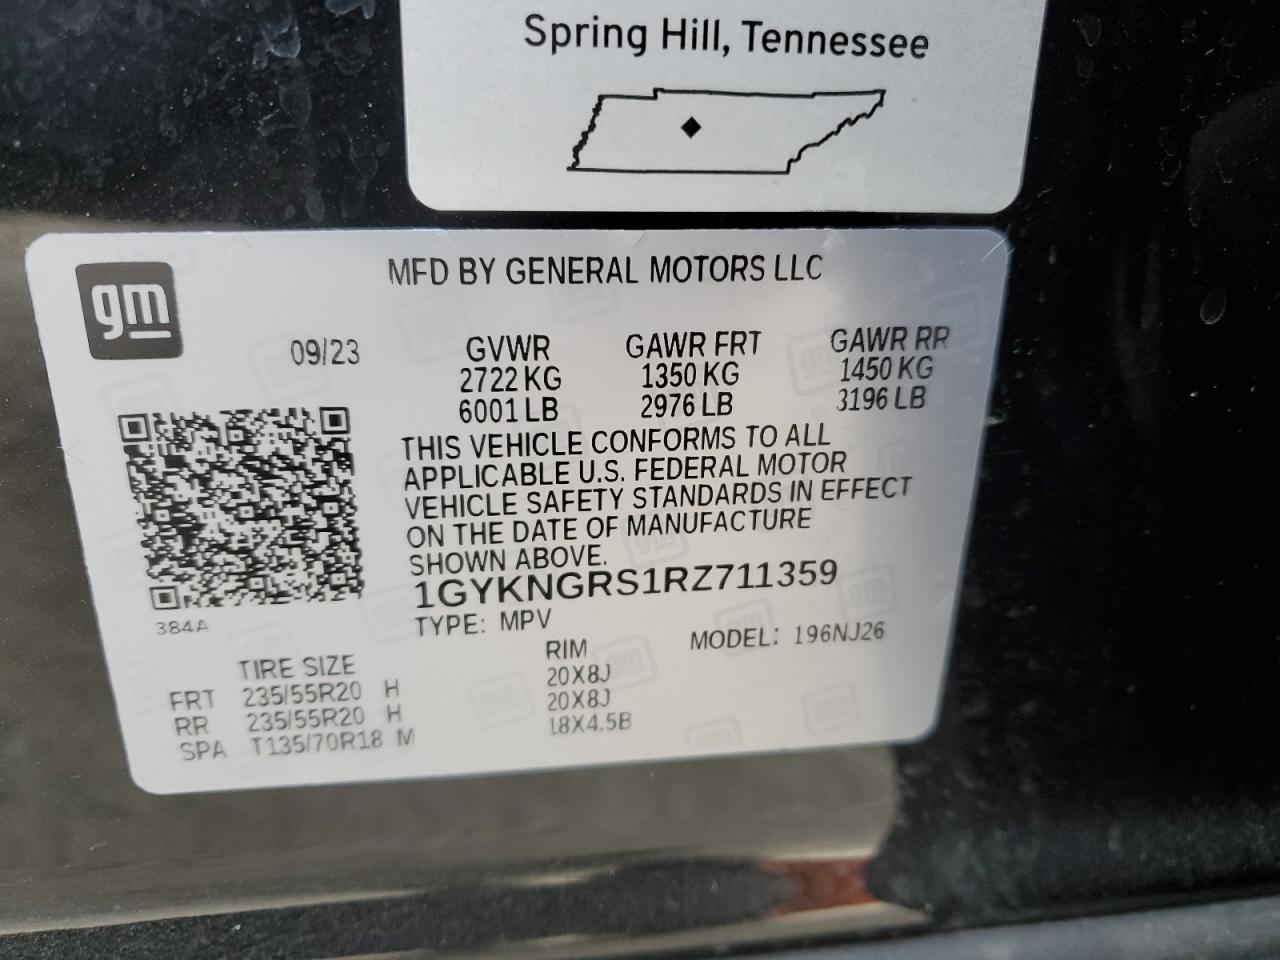 Spring Hill, Tennessee
gm
MFD BY GENERAL MOTORS LLC
09/23 GVWR GAWR FRT GAWR RR
2722 KG 1350 KG 1450 KG
6001 LB 2976 LB 3196 LB
THIS VEHICLE CONFORMS TO ALL
APPLICABLE U.S. FEDERAL MOTOR
VEHICLE SAFETY STANDARDS IN EFFECT
ON THE DATE OF MANUFACTURE
SHOWN ABOVE.
1GYKNGRS1RZ711359
384A
TYPE: MPV MODEL: 196NJ26
TIRE SIZE RIM
FRT 235/55R20 H 20X8J
RR 235/55R20 H 20X8J
SPA T135/70R18 M 18X4.5B